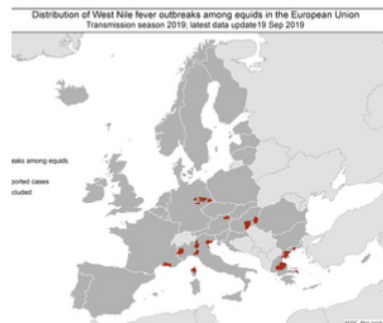 Distribution of West Nile fever outbreaks among equids in the European Union
Transmission season 2019; latest data update19 Sep 2019
eaks among equids
ported cases
cluded